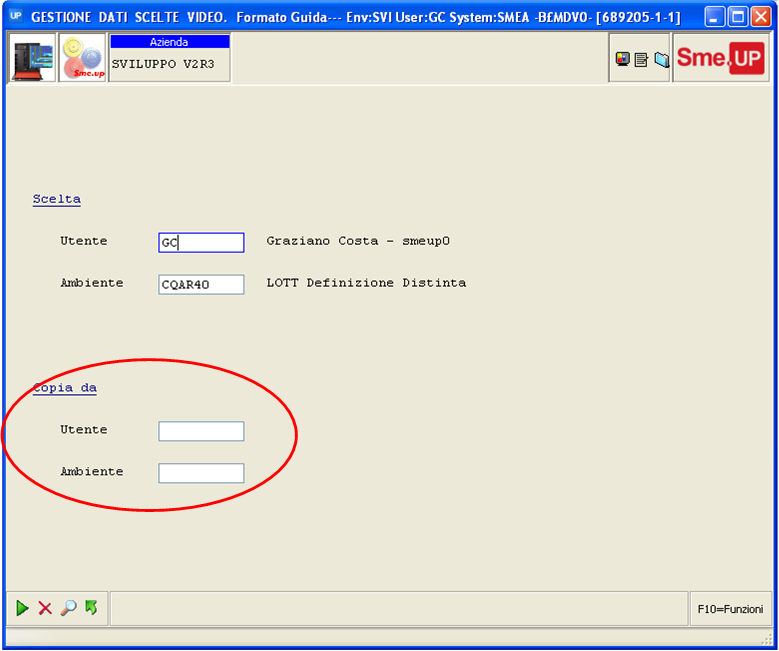 UP GESTIONE DATI SCELTE VIDEO. Formato Guida--- Env:SVI User:GC System:SMEA -B£MDV0- [689205-1-1]
Sme.up
Azienda
SVILUPPO V2R3
Sme.UP
Scelta
Utente GC Graziano Costa - smeup0
Ambiente CQAR40 LOTT Definizione Distinta
Copia da
Utente
Ambiente
F10=Funzioni